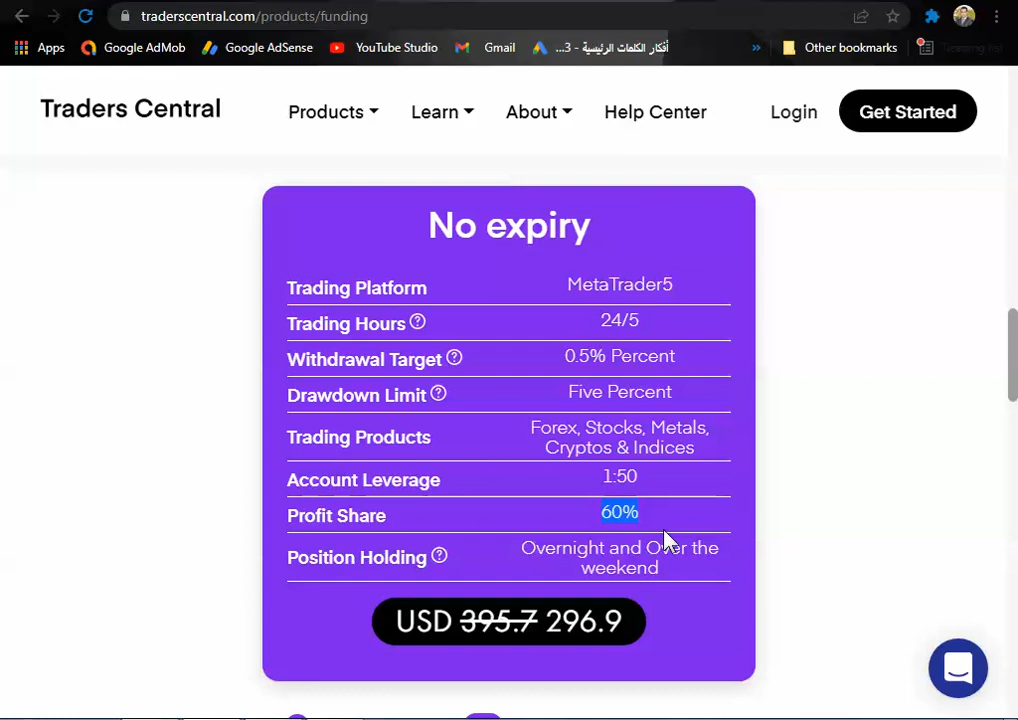 traderscentral.com/products/funding
Apps Google AdMob Google AdSense YouTube Studio Gmail أفكار الكلمات الرئيسية - 3... » Other bookmarks
Traders Central Products Learn About Help Center Login Get Started
No expiry
Trading Platform MetaTrader5
Trading Hours 24/5
Withdrawal Target 0.5% Percent
Drawdown Limit Five Percent
Trading Products Forex, Stocks, Metals,
Cryptos & Indices
Account Leverage 1:50
Profit Share 60%
Position Holding Overnight and Over the
weekend
USD 395.7 296.9